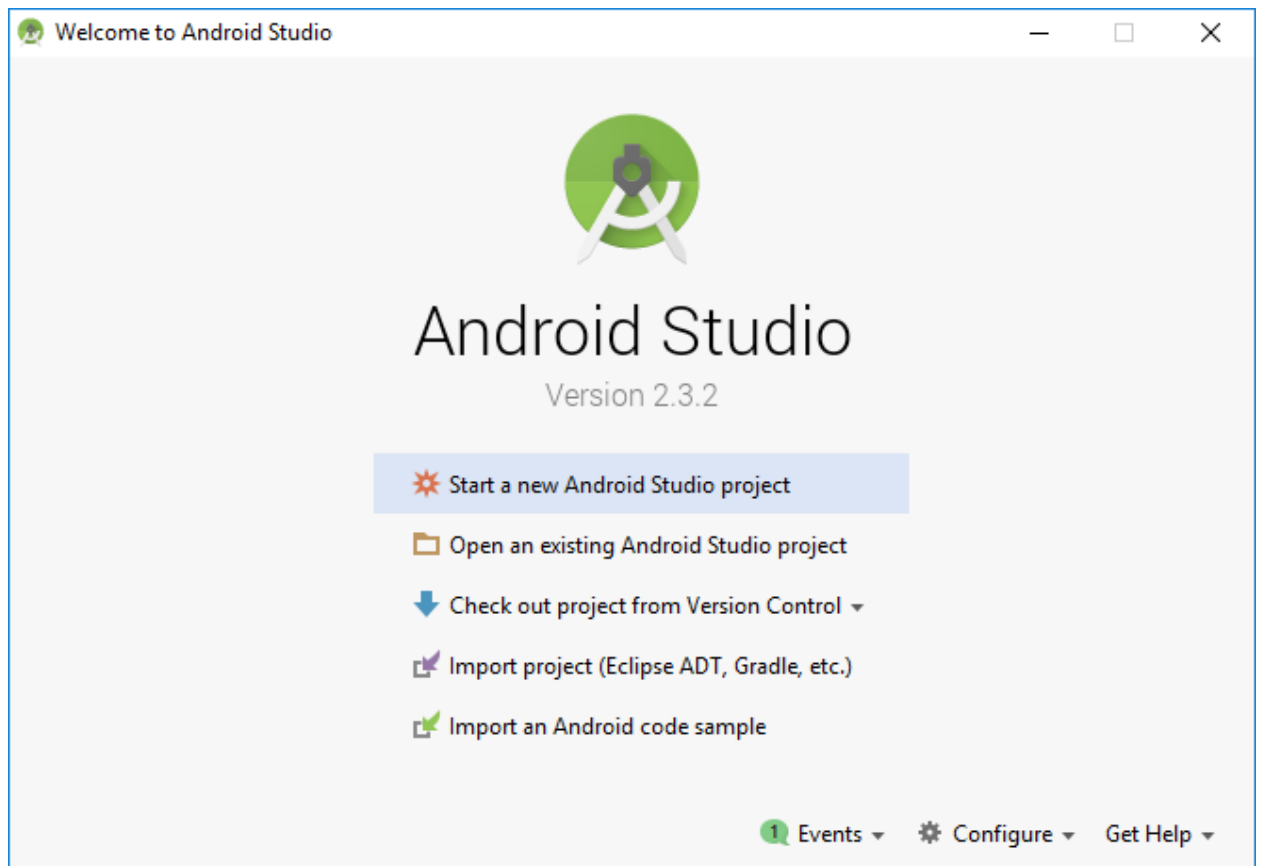 Welcome to Android Studio
Android Studio
Version 2.3.2
Start a new Android Studio project
Open an existing Android Studio project
Check out project from Version Control
Import project (Eclipse ADT, Gradle, etc.)
Import an Android code sample
1 Events Configure Get Help